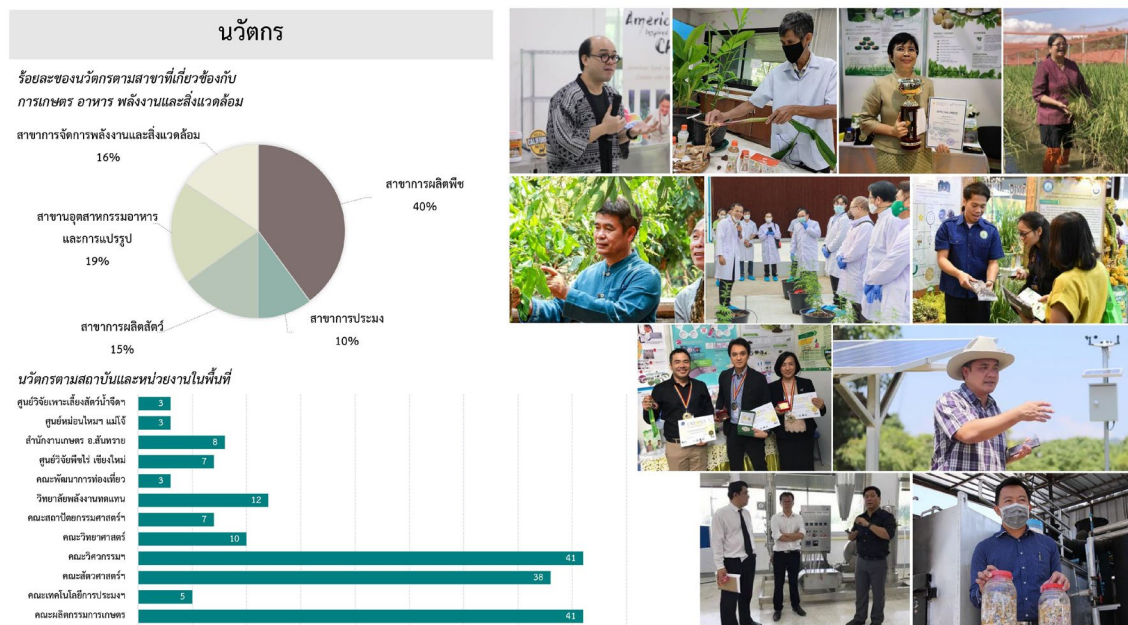 นวัตกร
ร้อยละของนวัตกรตามสาขาที่เกี่ยวข้องกับ
การเกษตร อาหาร พลังงานและสิ่งแวดล้อม
สาขาการจัดการพลังงานและสิ่งแวดล้อม
16%
สาขาการผลิตพืช
40%
สาขาอุตสาหกรรมอาหาร
และการแปรรูป
19%
สาขาการผลิตสัตว์
15%
สาขาการประมง
10%
นวัตกรตามสถาบันและหน่วยงานในพื้นที่
ศูนย์วิจัยเพาะเลี้ยงสัตว์น้ำจืดฯ 3
ศูนย์หม่อนไหมฯ แม่โจ้ 3
สำนักงานเกษตร อ.สันทราย 8
ศูนย์วิจัยพืชไร่ เชียงใหม่ 7
คณะพัฒนาการท่องเที่ยว 3
วิทยาลัยพลังงานทดแทน 12
คณะสถาปัตยกรรมศาสตร์ฯ 7
คณะวิทยาศาสตร์ 10
คณะวิศวกรรมฯ 41
คณะสัตวศาสตร์ฯ 38
คณะเทคโนโลยีการประมงฯ 5
คณะผลิตกรรมการเกษตร 41